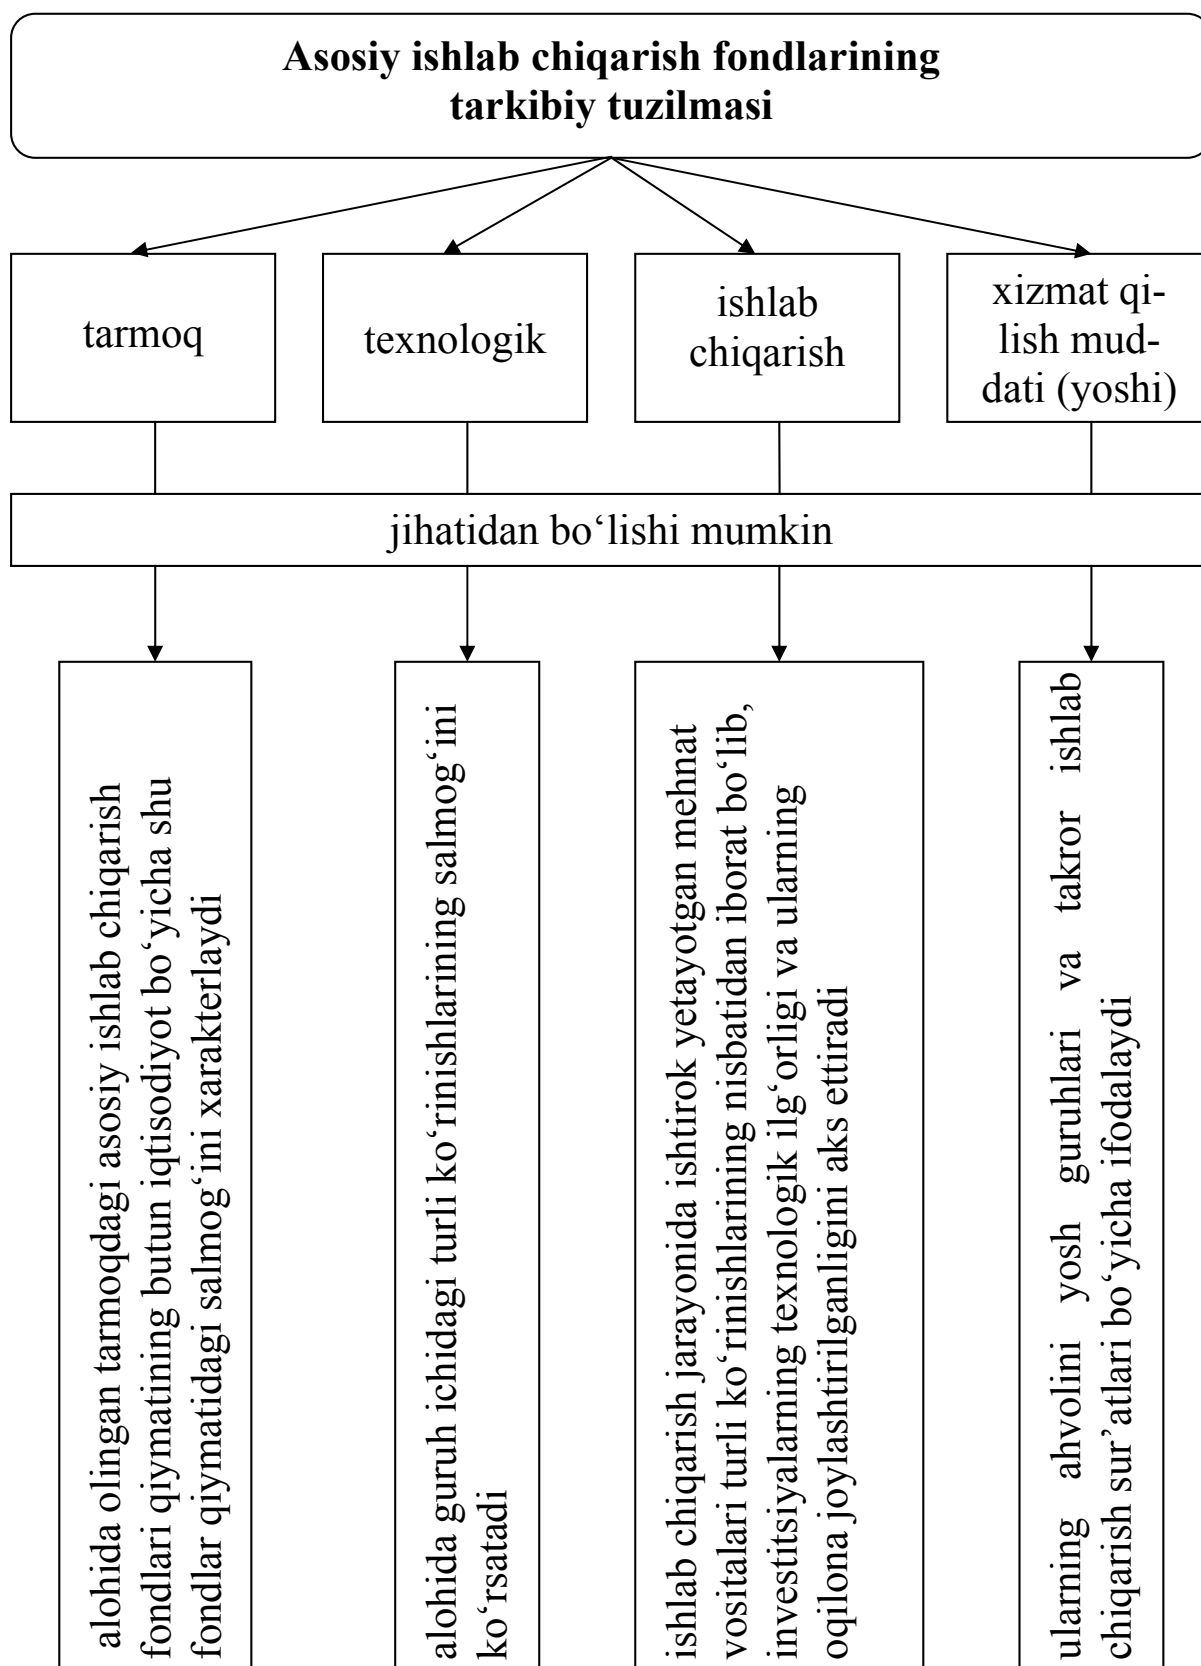 Asosiy ishlab chiqarish fondlarining
tarkibiy tuzilmasi
tarmoq
texnologik
ishlab
chiqarish
xizmat qi-
lish mud-
dati (yoshi)
jihatidan bo‘lishi mumkin
alohida olingan tarmoqdagi asosiy ishlab chiqarish
fondlari qiymatining butun iqtisodiyot bo‘yicha shu
fondlar qiymatidagi salmog‘ini xarakterlaydi
alohida guruh ichidagi turli ko‘rinishlarining salmog‘ini
ko‘rsatadi
ishlab chiqarish jarayonida ishtirok yetayotgan mehnat
vositalari turli ko‘rinishlarining nisbatidan iborat bo‘lib,
investitsiyalarning texnologik ilg‘orligi va ularning
oqilona joylashtirilganligini aks ettiradi
ularning ahvolini yosh guruhlari va takror ishlab
chiqarish sur’atlari bo‘yicha ifodalaydi